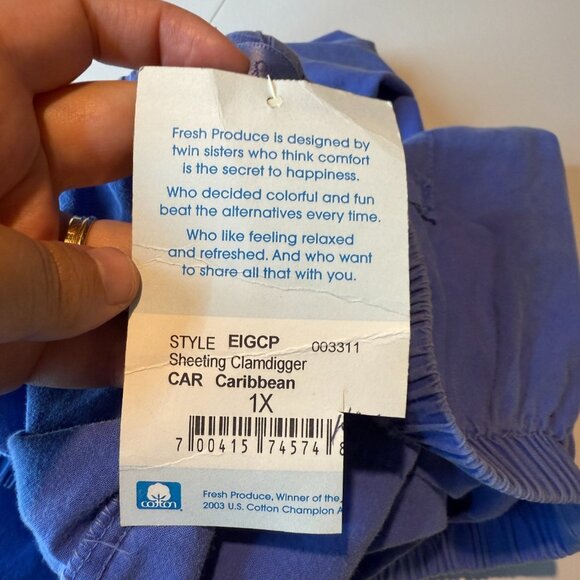 Fresh Produce is designed by
twin sisters who think comfort
is the secret to happiness.
Who decided colorful and fun
beat the alternatives every time.
Who like feeling relaxed
and refreshed. And who want
to share all that with you.
STYLE EIGCP 003311
Sheeting Clamdigger
CAR Caribbean
1X
7 00415 74574 8
cotton
Fresh Produce, Winner of the
2003 U.S. Cotton Champion A